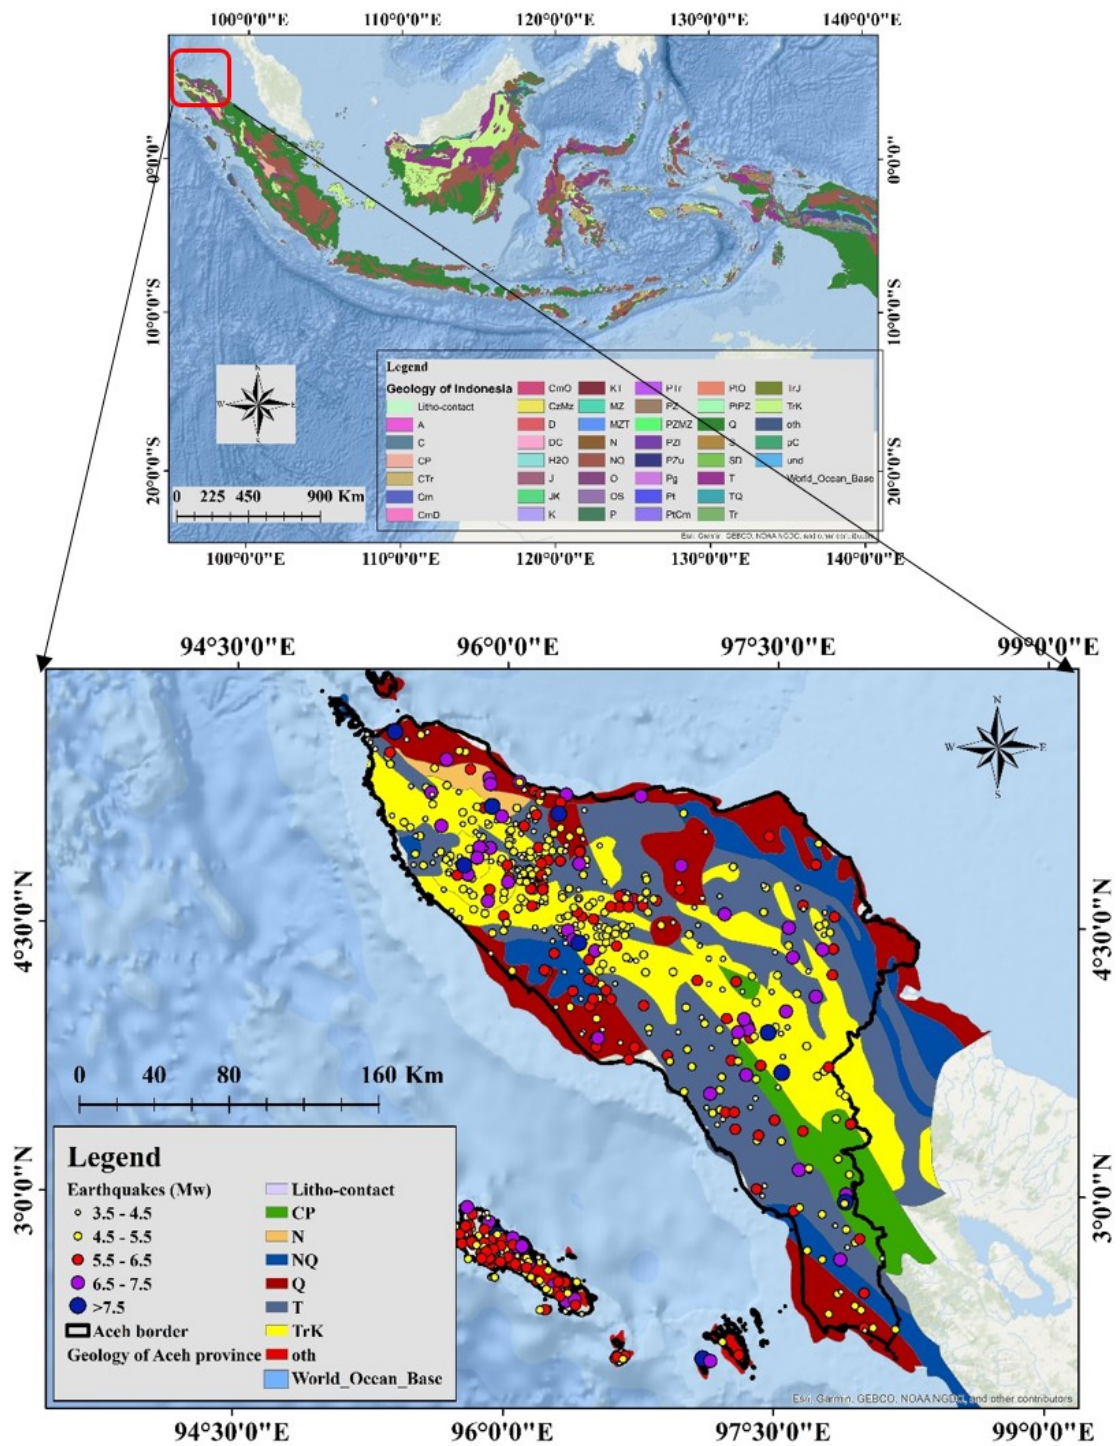 100°0'0"E 110°0'0"E 120°0'0"E 130°0'0"E 140°0'0"E
0°0'0" 0°0'0"
10°0'0"S 10°0'0"S
20°0'0"S 20°0'0"S
N
W E
S
0 225 450 900 Km
Legend
Geology of Indonesia
Litho-contact
A
C
CP
CTr
Cm
CmD
CmO
CzMz
D
DC
H2O
J
JK
K
KT
MZ
MZT
N
NQ
O
OS
P
PTr
PZ
PZMZ
PZl
PZu
Pg
Pt
PtCm
PtQ
PtPZ
Q
S
SD
T
TQ
Tr
TrJ
TrK
oth
pC
und
World_Ocean_Base
Esri, Garmin, GEBCO, NOAA NGDC, and other contributors
100°0'0"E 110°0'0"E 120°0'0"E 130°0'0"E 140°0'0"E
94°30'0"E 96°0'0"E 97°30'0"E 99°0'0"E
N
W E
S
4°30'0"N 4°30'0"N
0 40 80 160 Km
3°0'0"N 3°0'0"N
Legend
Earthquakes (Mw)
3.5 - 4.5
4.5 - 5.5
5.5 - 6.5
6.5 - 7.5
>7.5
Aceh border
Geology of Aceh province
Litho-contact
CP
N
NQ
Q
T
TrK
oth
World_Ocean_Base
Esri, Garmin, GEBCO, NOAA NGDC, and other contributors
94°30'0"E 96°0'0"E 97°30'0"E 99°0'0"E